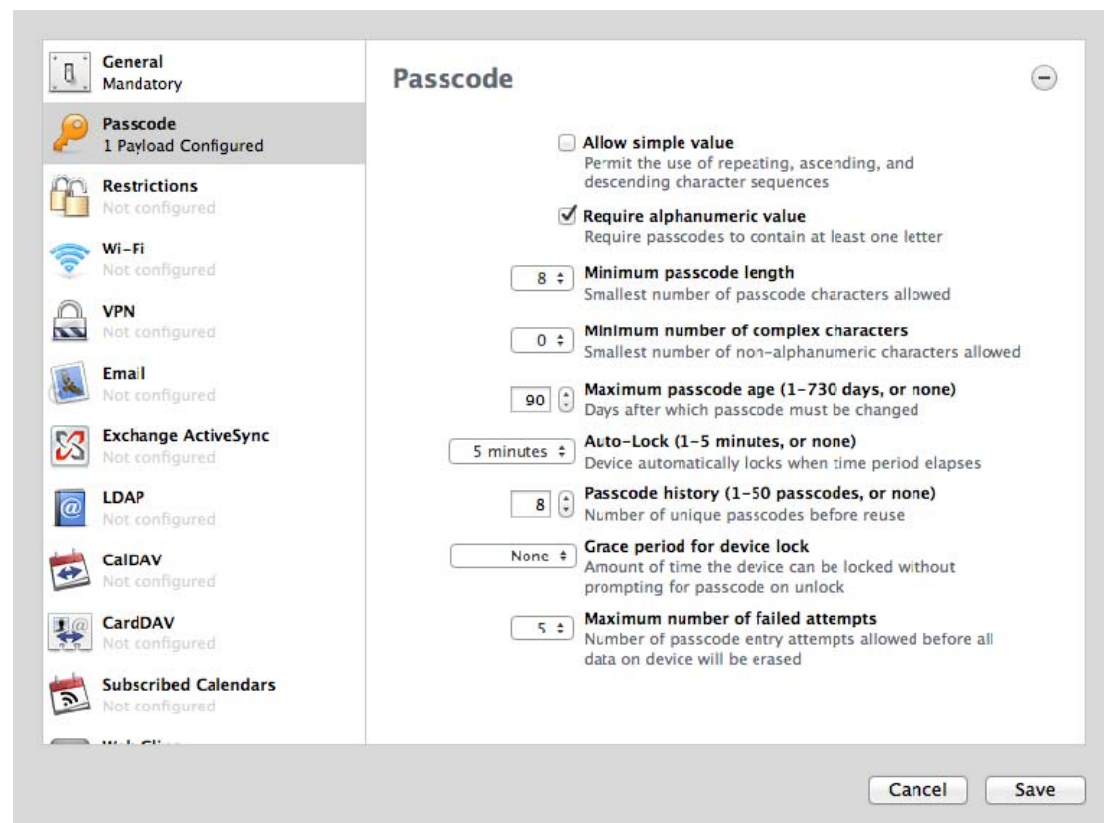 General
Mandatory
Passcode
1 Payload Configured
Restrictions
Not configured
Wi-Fi
Not configured
VPN
Not configured
Email
Not configured
Exchange ActiveSync
Not configured
LDAP
Not configured
CalDAV
Not configured
CardDAV
Not configured
Subscribed Calendars
Not configured
Passcode
Allow simple value
Permit the use of repeating, ascending, and
descending character sequences
Require alphanumeric value
Require passcodes to contain at least one letter
8 Minimum passcode length
Smallest number of passcode characters allowed
0 Minimum number of complex characters
Smallest number of non-alphanumeric characters allowed
90 Maximum passcode age (1-730 days, or none)
Days after which passcode must be changed
5 minutes Auto-Lock (1-5 minutes, or none)
Device automatically locks when time period elapses
8 Passcode history (1-50 passcodes, or none)
Number of unique passcodes before reuse
None Grace period for device lock
Amount of time the device can be locked without
prompting for passcode on unlock
5 Maximum number of failed attempts
Number of passcode entry attempts allowed before all
data on device will be erased
Cancel Save